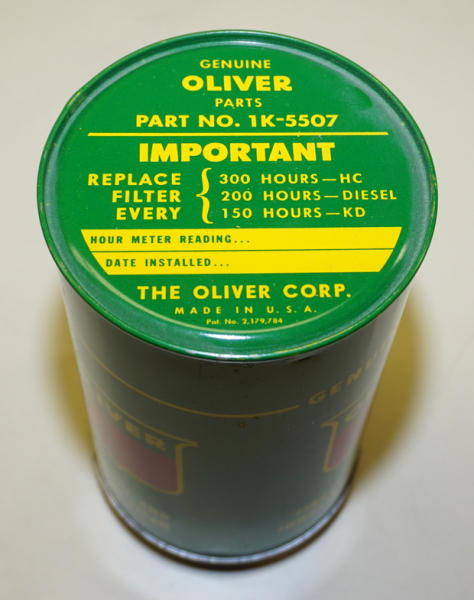 GENUINE
OLIVER
PARTS
PART NO. 1K-5507
IMPORTANT
REPLACE FILTER EVERY { 300 HOURS—HC
200 HOURS—DIESEL
150 HOURS—KD
HOUR METER READING...
DATE INSTALLED...
THE OLIVER CORP.
MADE IN U.S.A.
Pat. No. 2,179,784
GENU